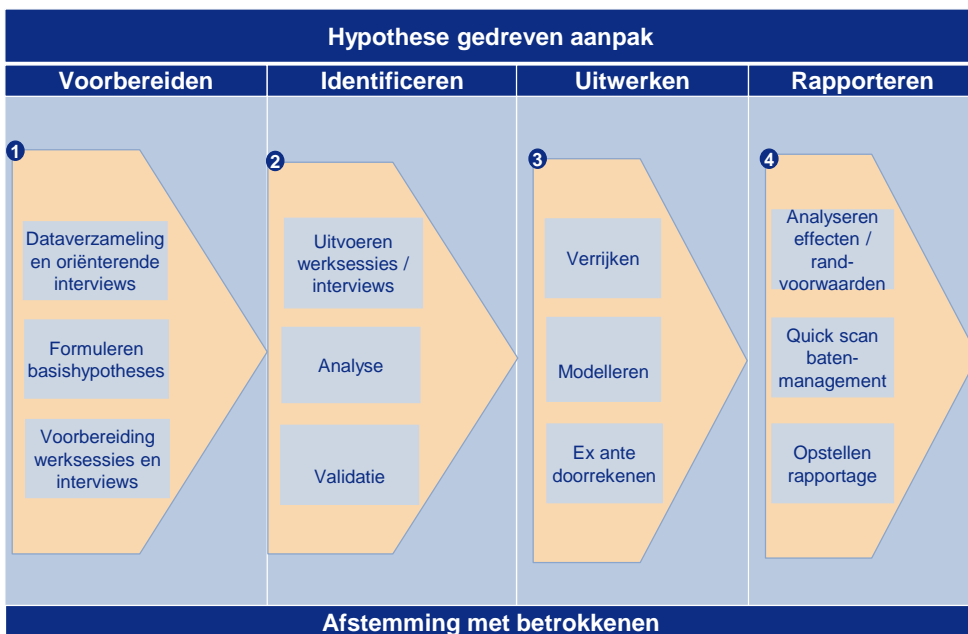 Hypothese gedreven aanpak
Voorbereiden
Identificeren
Uitwerken
Rapporteren
1
Dataverzameling
en oriënterende
interviews
Formuleren
basishypotheses
Voorbereiding
werksessies en
interviews
2
Uitvoeren
werksessies /
interviews
Analyse
Validatie
3
Verrijken
Modelleren
Ex ante
doorrekenen
4
Analyseren
effecten /
rand-
voorwaarden
Quick scan
baten-
management
Opstellen
rapportage
Afstemming met betrokkenen